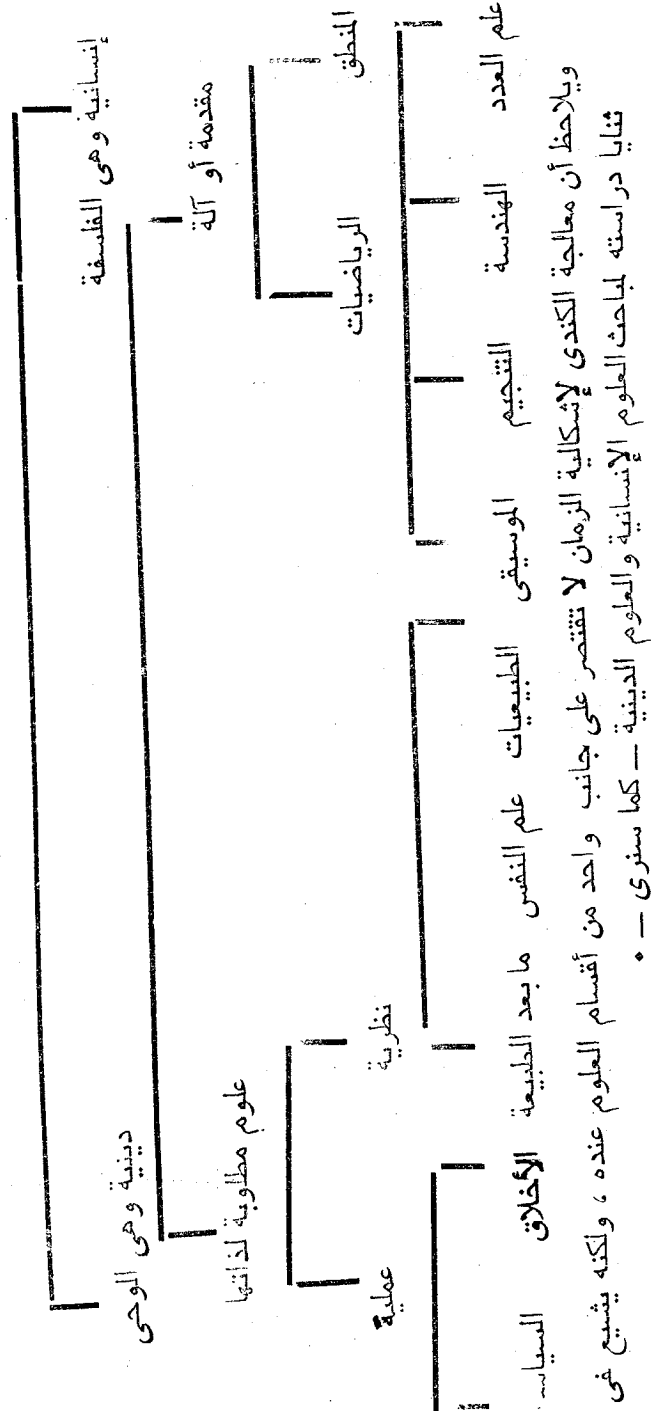 إنسانية وهى الفلسفة
دينية وهى الوحى
مقدمة أو آلة
علوم مطلوبة لذاتها
المنطق
الرياضيات
نظرية
عملية
علم العدد
الهندسة
التنجيم
الموسيقى
الطبيعيات
علم النفس
ما بعد الطبيعة
الأخلاق
السياسـ
ويلاحظ أن معالجة الكندى لإشكالية الزمان لا تقتصر على جانب واحد من أقسام العلوم عنده ، ولكنه يشيع فى
ثنايا دراسته لمباحث العلوم الإنسانية والعلوم الدينية — كما سنرى — .